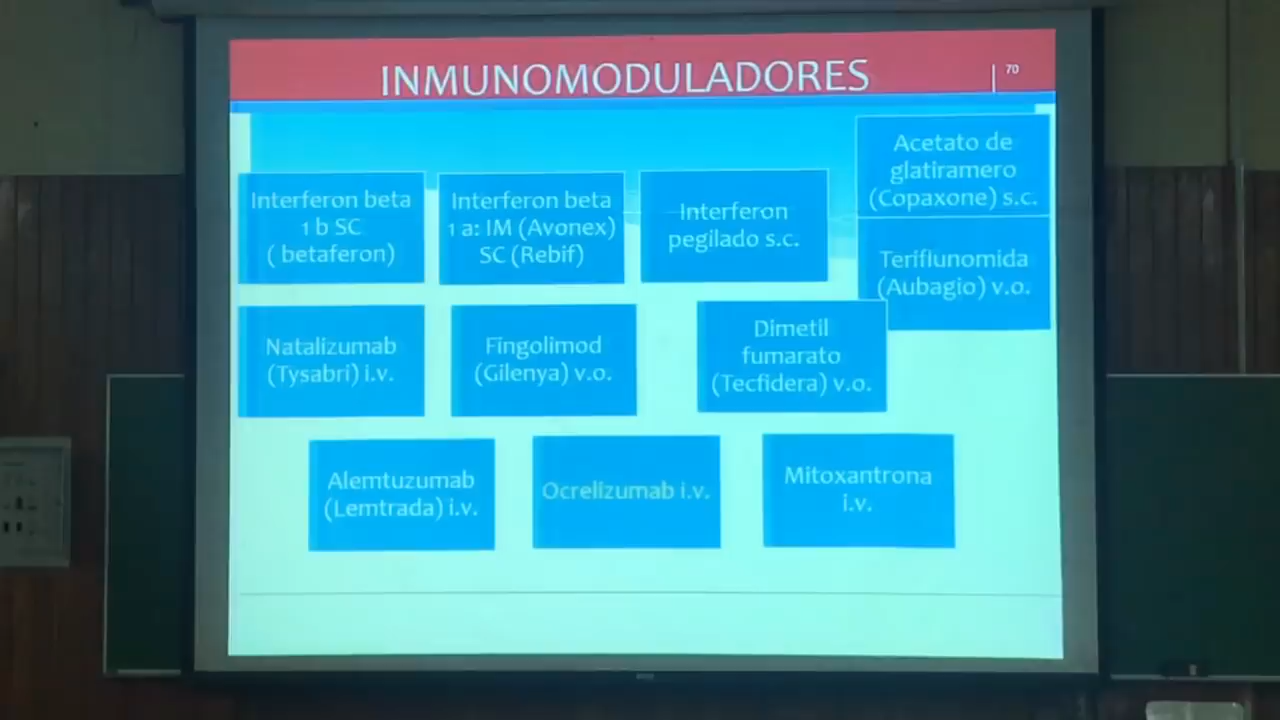 INMUNOMODULADORES
70
Interferon beta
1 b SC
( betaferon)
Interferon beta
1 a: IM (Avonex)
SC (Rebif)
Interferon
pegilado s.c.
Acetato de
glatiramero
(Copaxone) s.c.
Teriflunomida
(Aubagio) v.o.
Natalizumab
(Tysabri) i.v.
Fingolimod
(Gilenya) v.o.
Dimetil
fumarato
(Tecfidera) v.o.
Alemtuzumab
(Lemtrada) i.v.
Ocrelizumab i.v.
Mitoxantrona
i.v.